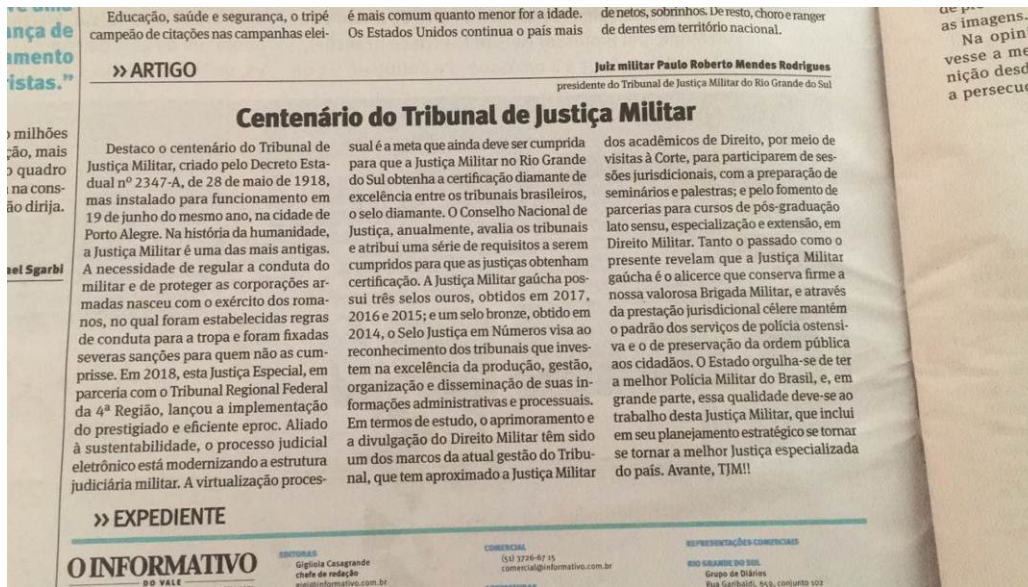 nça de
amento
istas."
milhões
ção, mais
o quadro
na cons-
ão dirija.
ael Sgarbi
Educação, saúde e segurança, o tripé
campeão de citações nas campanhas elei-
é mais comum quanto menor for a idade.
Os Estados Unidos continua o país mais
de netos, sobrinhos. De resto, choro e ranger
de dentes em território nacional.
as imagens.
Na opin
vesse a me
nição desd
a persecu
>> ARTIGO
Juiz militar Paulo Roberto Mendes Rodrigues
presidente do Tribunal de Justiça Militar do Rio Grande do Sul
Centenário do Tribunal de Justiça Militar
Destaco o centenário do Tribunal de
Justiça Militar, criado pelo Decreto Esta-
dual nº 2347-A, de 28 de maio de 1918,
mas instalado para funcionamento em
19 de junho do mesmo ano, na cidade de
Porto Alegre. Na história da humanidade,
a Justiça Militar é uma das mais antigas.
A necessidade de regular a conduta do
militar e de proteger as corporações ar-
madas nasceu com o exército dos roma-
nos, no qual foram estabelecidas regras
de conduta para a tropa e foram fixadas
severas sanções para quem não as cum-
prisse. Em 2018, esta Justiça Especial, em
parceria com o Tribunal Regional Federal
da 4ª Região, lançou a implementação
do prestigiado e eficiente eproc. Aliado
à sustentabilidade, o processo judicial
eletrônico está modernizando a estrutura
judiciária militar. A virtualização proces-
sual é a meta que ainda deve ser cumprida
para que a Justiça Militar no Rio Grande
do Sul obtenha a certificação diamante de
excelência entre os tribunais brasileiros,
o selo diamante. O Conselho Nacional de
Justiça, anualmente, avalia os tribunais
e atribui uma série de requisitos a serem
cumpridos para que as justiças obtenham
certificação. A Justiça Militar gaúcha pos-
sui três selos ouros, obtidos em 2017,
2016 e 2015; e um selo bronze, obtido em
2014, o Selo Justiça em Números visa ao
reconhecimento dos tribunais que inves-
tem na excelência da produção, gestão,
organização e disseminação de suas in-
formações administrativas e processuais.
Em termos de estudo, o aprimoramento e
a divulgação do Direito Militar têm sido
um dos marcos da atual gestão do Tribu-
nal, que tem aproximado a Justiça Militar
dos acadêmicos de Direito, por meio de
visitas à Corte, para participarem de ses-
sões jurisdicionais, com a preparação de
seminários e palestras; e pelo fomento de
parcerias para cursos de pós-graduação
lato sensu, especialização e extensão, em
Direito Militar. Tanto o passado como o
presente revelam que a Justiça Militar
gaúcha é o alicerce que conserva firme a
nossa valorosa Brigada Militar, e através
da prestação jurisdicional célere mantém
o padrão dos serviços de polícia ostensi-
va e o de preservação da ordem pública
aos cidadãos. O Estado orgulha-se de ter
a melhor Polícia Militar do Brasil, e, em
grande parte, essa qualidade deve-se ao
trabalho desta Justiça Militar, que inclui
em seu planejamento estratégico se tornar
se tornar a melhor Justiça especializada
do país. Avante, TJM!!
>> EXPEDIENTE
O INFORMATIVO
DO VALE
EDITORAS
Gigliola Casagrande
chefe de redação
COMERCIAL
(51) 3726-67 15
comercial@informativo.com.br
REPRESENTAÇÕES COMERCIAIS
RIO GRANDE DO SUL
Grupo de Diários
Rua Garibaldi, 659, conjunto 102